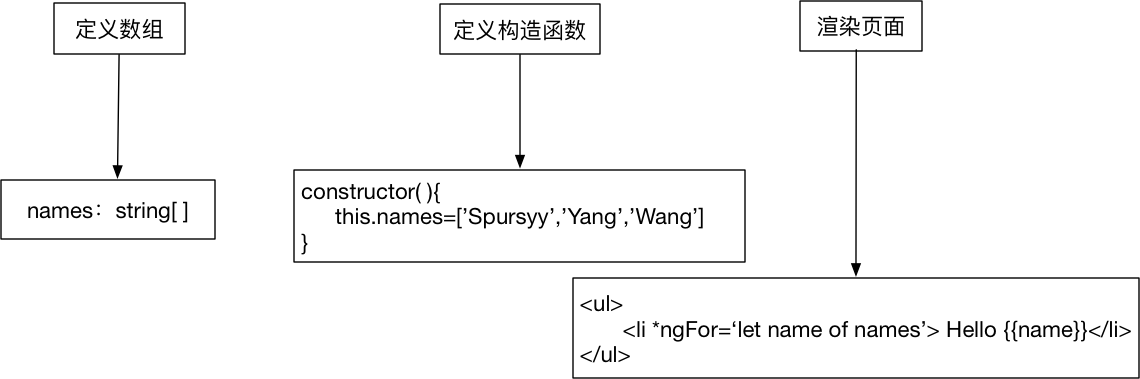 定义数组
定义构造函数
渲染页面
names：string[ ]
constructor( ){
this.names=[’Spursyy’,’Yang’,’Wang’]
}
<ul>
<li *ngFor=‘let name of names’> Hello {{name}}</li>
</ul>